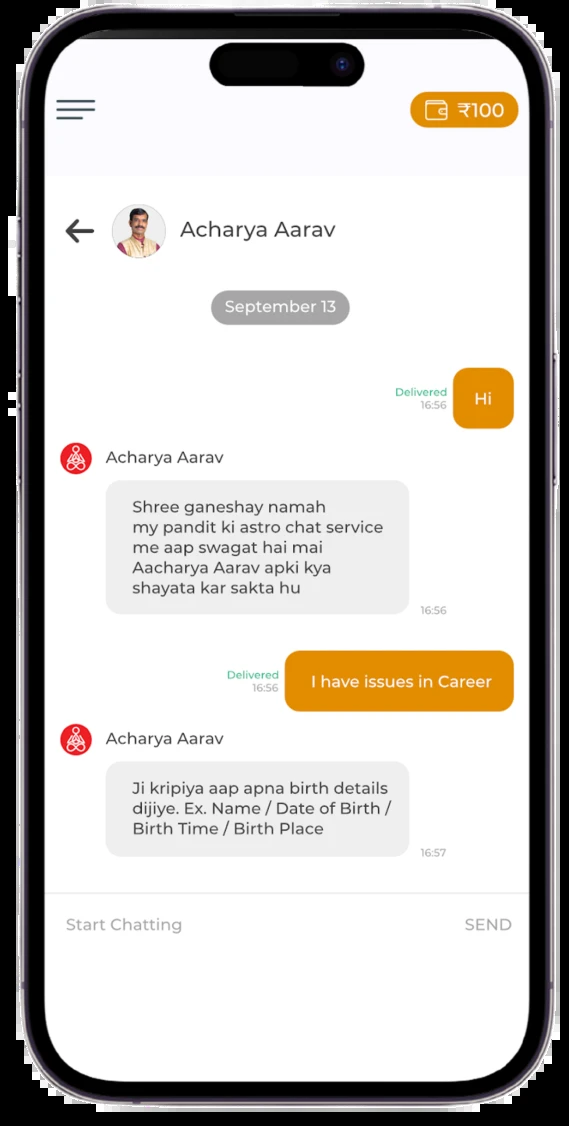 ₹100
Acharya Aarav
September 13
Delivered
16:56
Hi
Acharya Aarav
Shree ganeshay namah
my pandit ki astro chat service
me aap swagat hai mai
Aacharya Aarav apki kya
shayata kar sakta hu
16:56
Delivered
16:56
I have issues in Career
Acharya Aarav
Ji kripiya aap apna birth details
dijiye. Ex. Name / Date of Birth /
Birth Time / Birth Place
16:57
Start Chatting
SEND